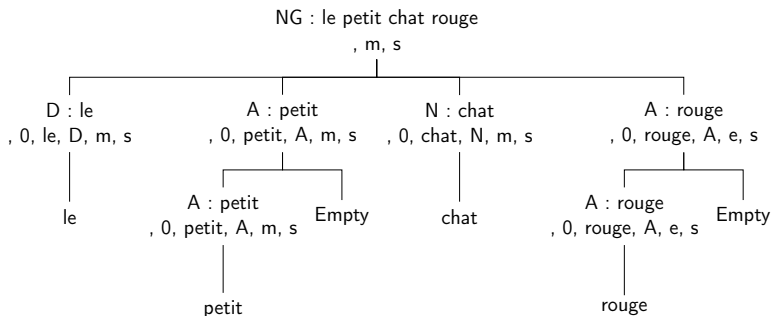 NG : le petit chat rouge
, m, s
D : le
, 0, le, D, m, s
A : petit
, 0, petit, A, m, s
N : chat
, 0, chat, N, m, s
A : rouge
, 0, rouge, A, e, s
le
A : petit
, 0, petit, A, m, s
Empty
chat
A : rouge
, 0, rouge, A, e, s
Empty
petit
rouge